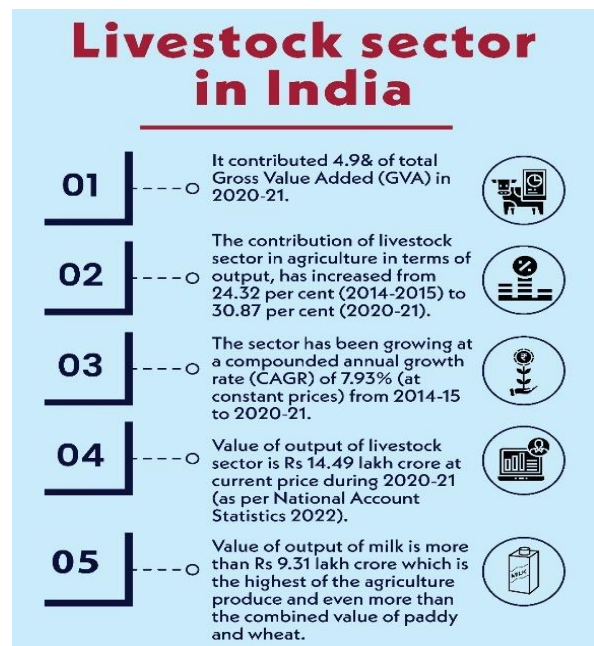 Livestock sector
in India
01
It contributed 4.9& of total
Gross Value Added (GVA) in
2020-21.
02
The contribution of livestock
sector in agriculture in terms of
output, has increased from
24.32 per cent (2014-2015) to
30.87 per cent (2020-21).
03
The sector has been growing at
a compounded annual growth
rate (CAGR) of 7.93% (at
constant prices) from 2014-15
to 2020-21.
04
Value of output of livestock
sector is Rs 14.49 lakh crore at
current price during 2020-21
(as per National Account
Statistics 2022).
05
Value of output of milk is more
than Rs 9.31 lakh crore which is
the highest of the agriculture
produce and even more than
the combined value of paddy
and wheat.
%
₹
MILK